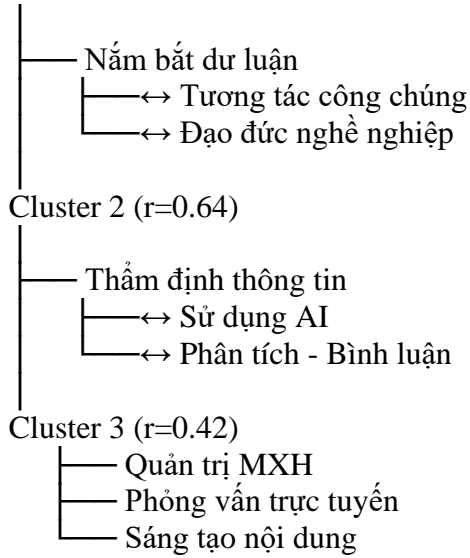 Nắm bắt dư luận
↔ Tương tác công chúng
↔ Đạo đức nghề nghiệp
Cluster 2 (r=0.64)
Thẩm định thông tin
↔ Sử dụng AI
↔ Phân tích - Bình luận
Cluster 3 (r=0.42)
Quản trị MXH
Phỏng vấn trực tuyến
Sáng tạo nội dung